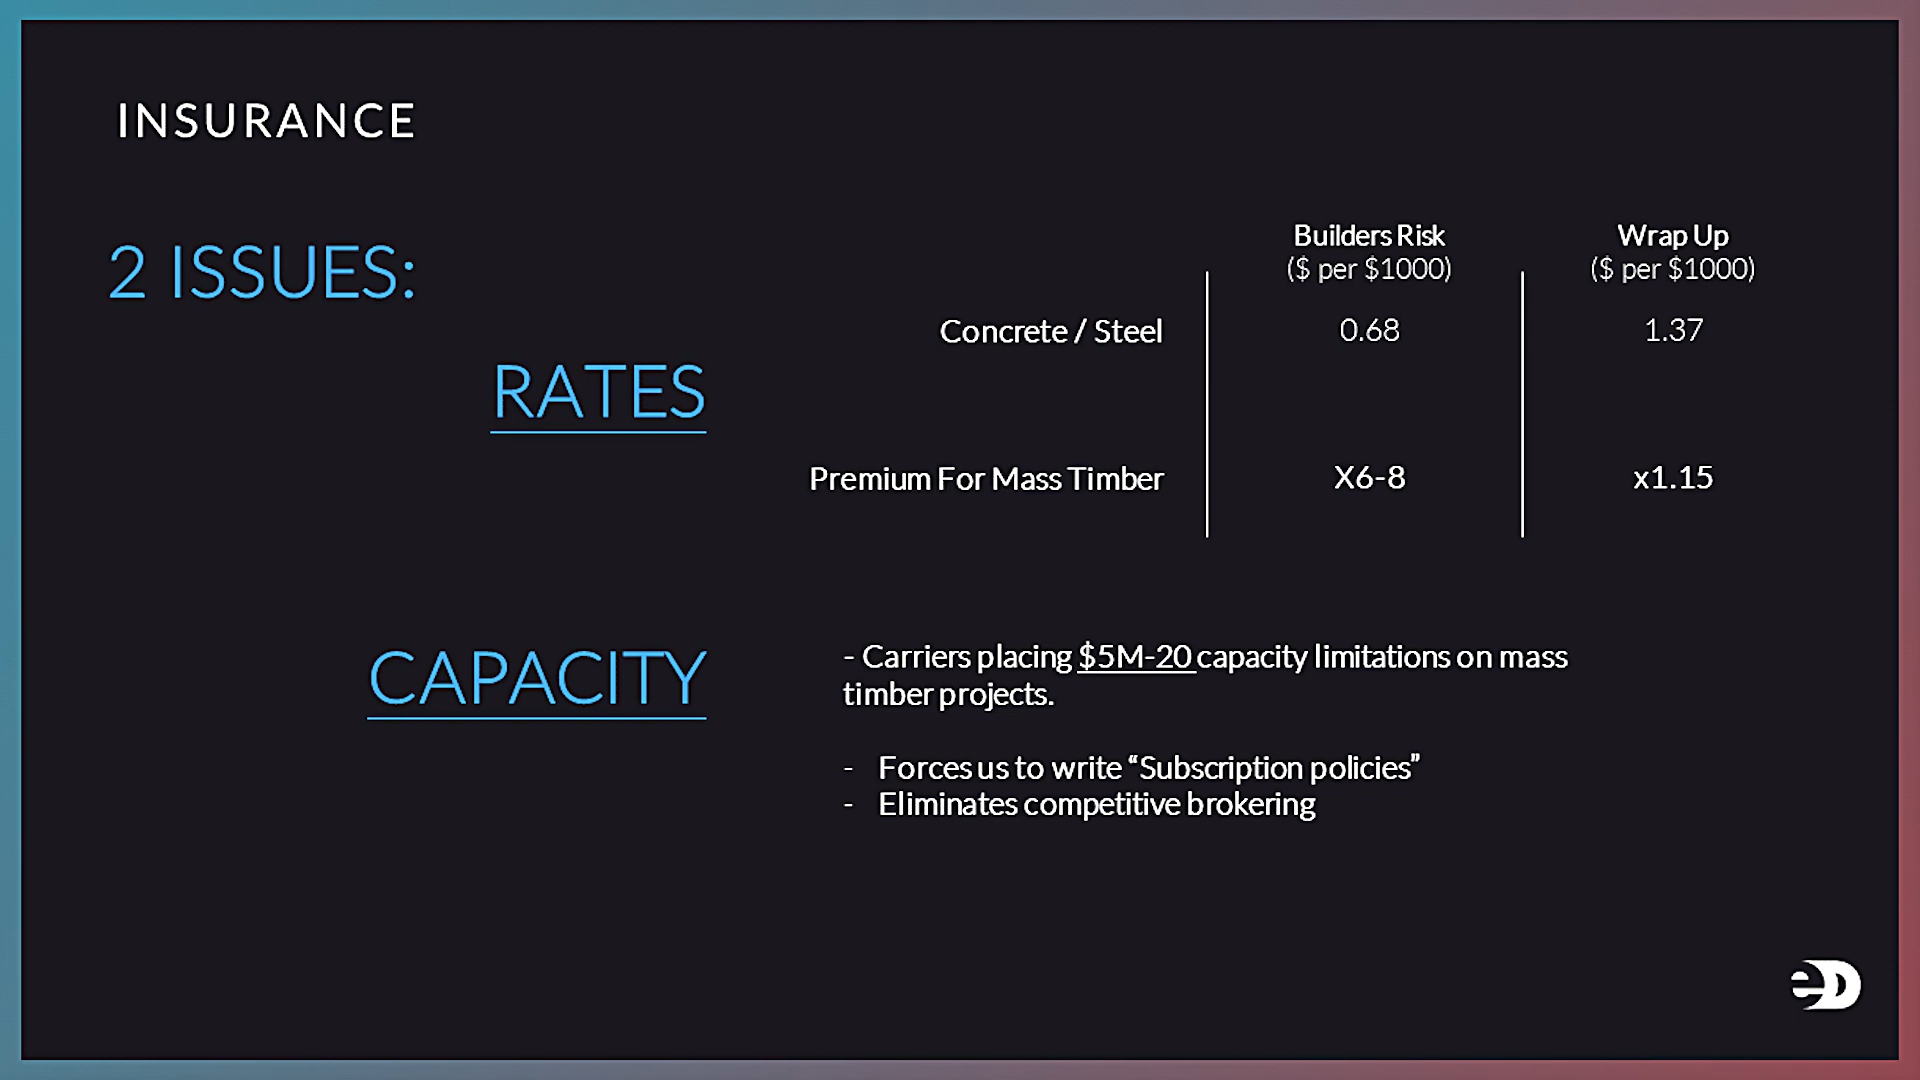 INSURANCE
2 ISSUES:
RATES
Builders Risk
($ per $1000)
Wrap Up
($ per $1000)
Concrete / Steel
0.68
1.37
Premium For Mass Timber
X6-8
x1.15
CAPACITY
- Carriers placing $5M-20 capacity limitations on mass
timber projects.
- Forces us to write “Subscription policies”
- Eliminates competitive brokering
eD